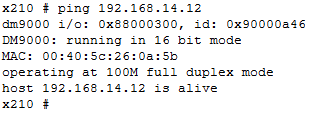 x210 # ping 192.168.14.12
dm9000 i/o: 0x88000300, id: 0x90000a46
DM9000: running in 16 bit mode
MAC: 00:40:5c:26:0a:5b
operating at 100M full duplex mode
host 192.168.14.12 is alive
x210 #